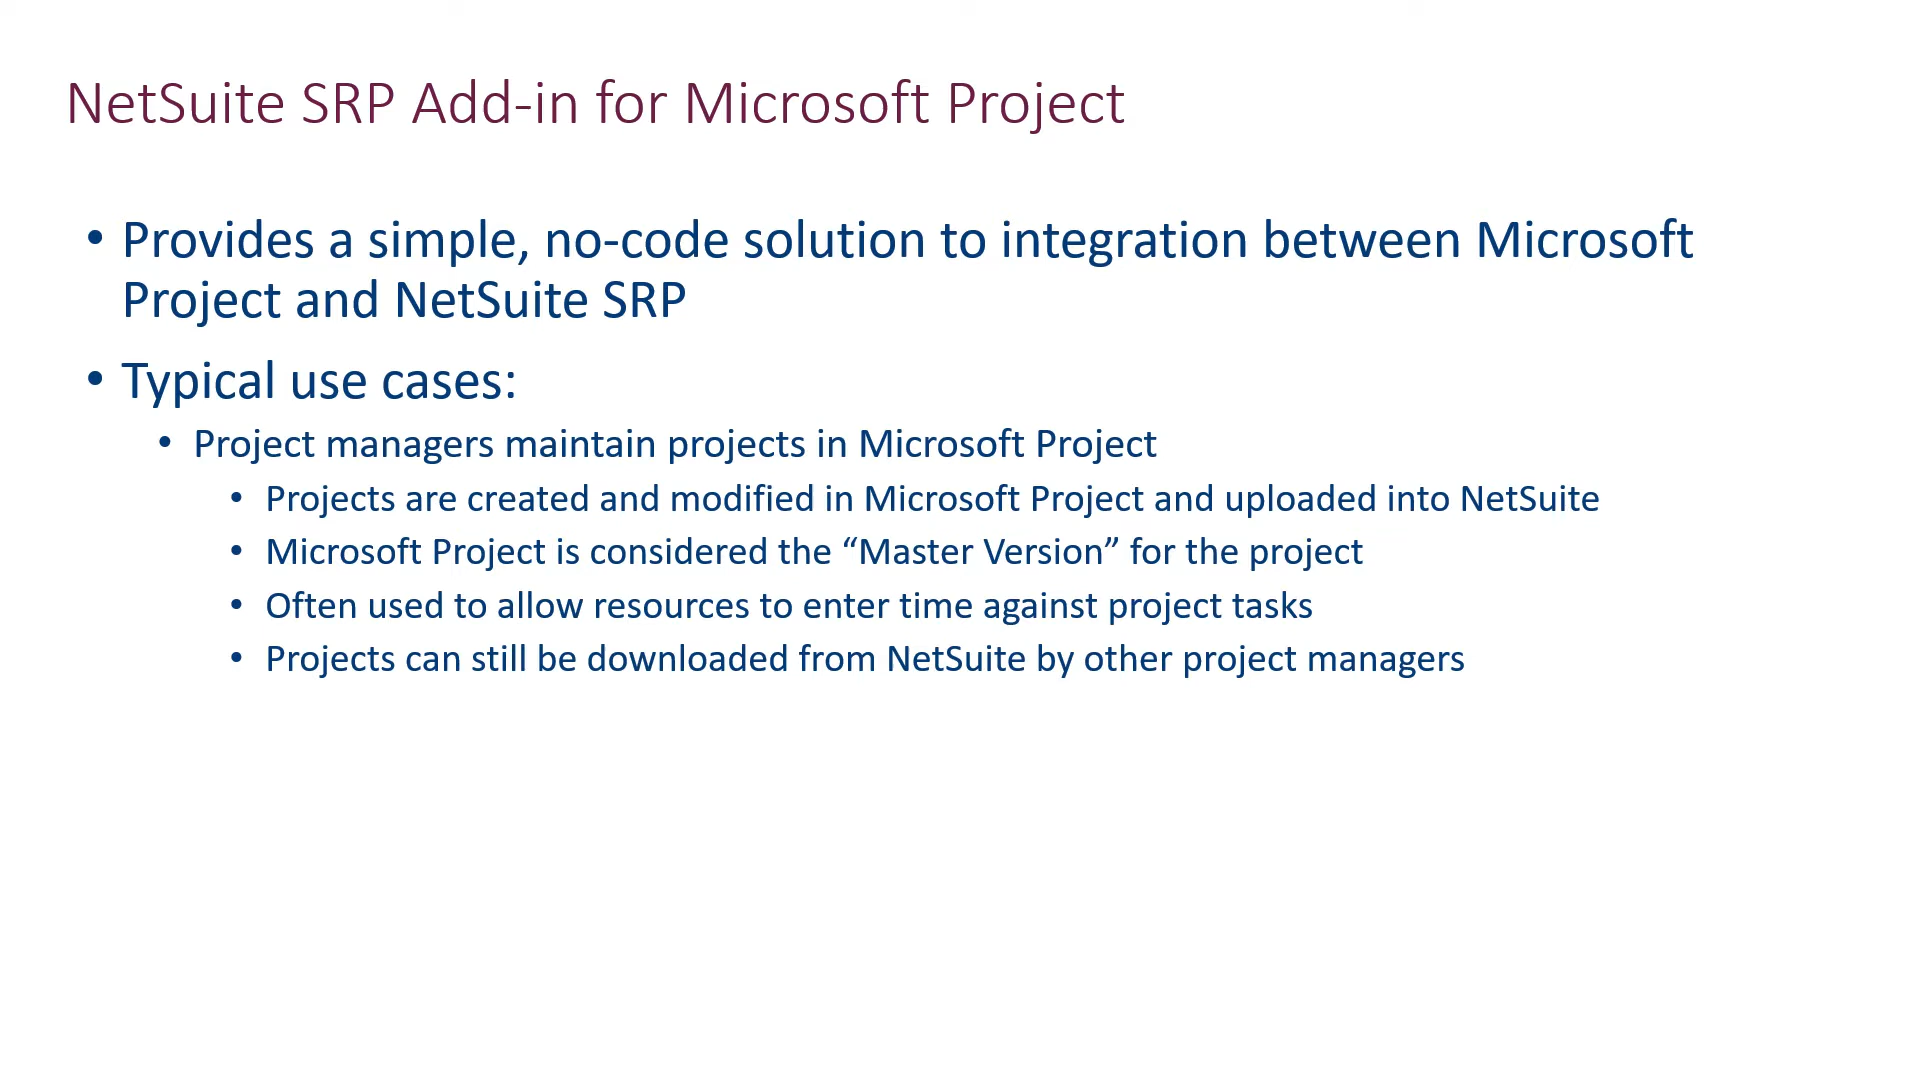 NetSuite SRP Add-in for Microsoft Project
• Provides a simple, no-code solution to integration between Microsoft
Project and NetSuite SRP
• Typical use cases:
• Project managers maintain projects in Microsoft Project
• Projects are created and modified in Microsoft Project and uploaded into NetSuite
• Microsoft Project is considered the “Master Version” for the project
• Often used to allow resources to enter time against project tasks
• Projects can still be downloaded from NetSuite by other project managers